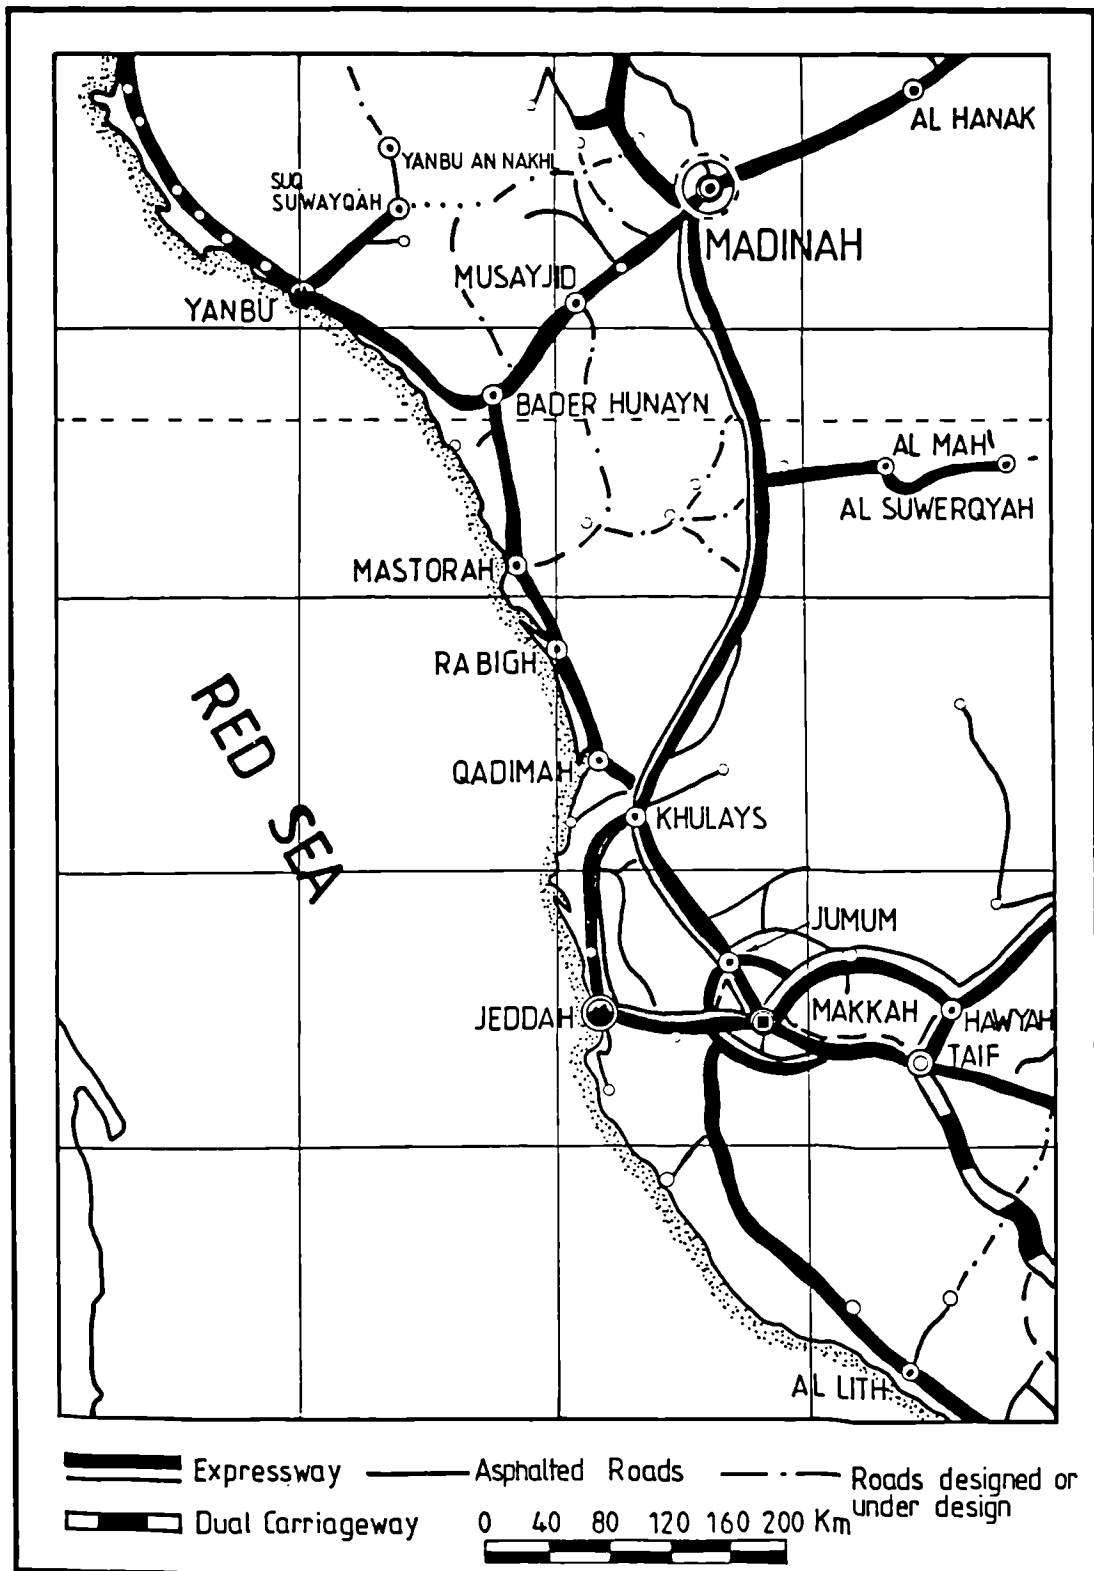 AL HANAK
YANBU AN NAKHL
SUQ
SUWAYQAH
MADINAH
MUSAYJID
YANBU
BADER HUNAYN
AL MAH'
AL SUWERQYAH
MASTORAH
RABIGH
RED SEA
QADIMAH
KHULAYS
JUMUM
JEDDAH
MAKKAH
HAWYAH
TAIF
AL LITH
Expressway
Asphalted Roads
Roads designed or
under design
Dual Carriageway
0 40 80 120 160 200 Km